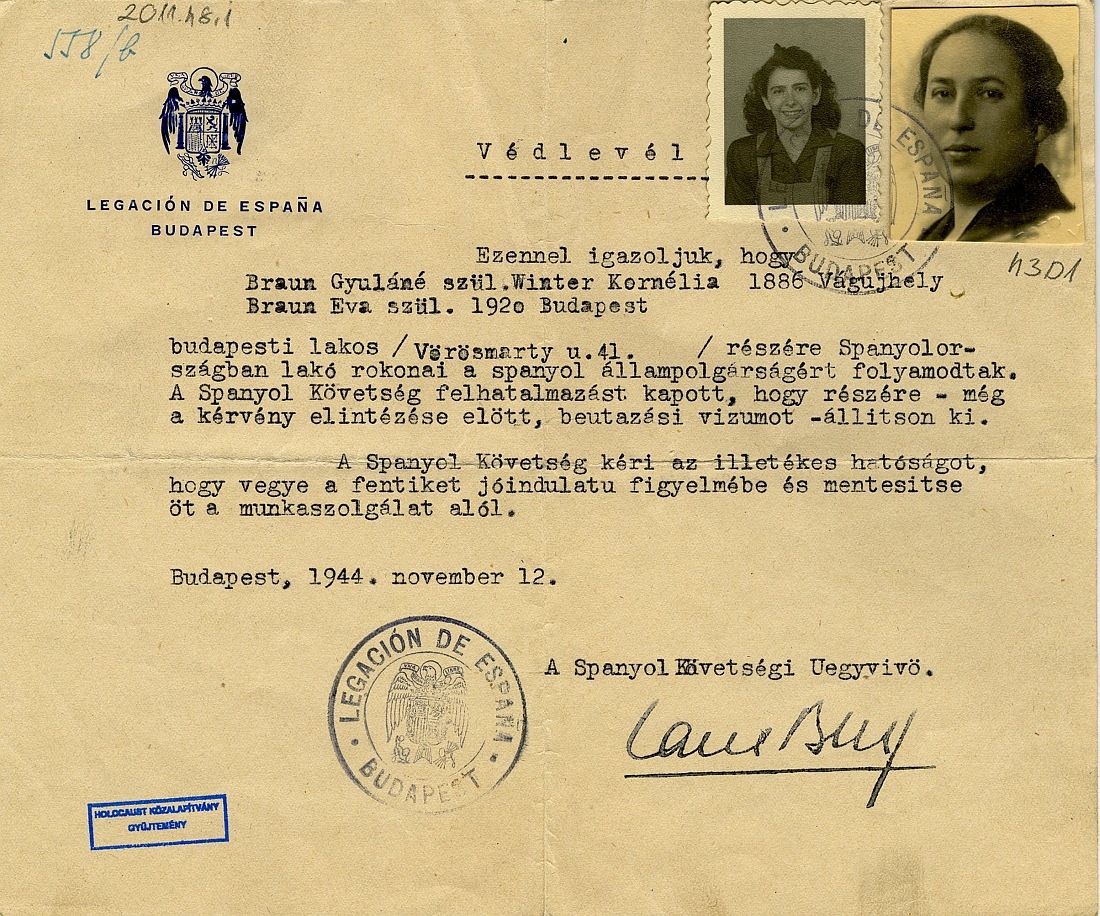 2011.48.1
558/b
LEGACIÓN DE ESPAÑA
BUDAPEST
Védlevél
ESPAÑA
BUDAPEST
4301
Ezennel igazoljuk, hogy
Braun Gyuláné szül.Winter Kornélia 1886 Vágujhely
Braun Eva szül. 192o Budapest
budapesti lakos /Vörösmarty u.41. / részére Spanyolor-
szágban lakó rokonai a spanyol állampolgárságért folyamodtak.
A Spanyol Követség felhatalmazást kapott, hogy részére - még
a kérvény elintézése elött, beutazási vizumot -állitson ki.
A Spanyol Követség kéri az illetékes hatóságot,
hogy vegye a fentiket jóindulatu figyelmébe és mentesitse
öt a munkaszolgálat alól.
Budapest, 1944. november 12.
LEGACIÓN DE ESPAÑA
BUDAPEST
A Spanyol Követségi Uegyvivö.
HOLOCAUST KÖZALAPÍTVÁNY
GYŰJTEMÉNY